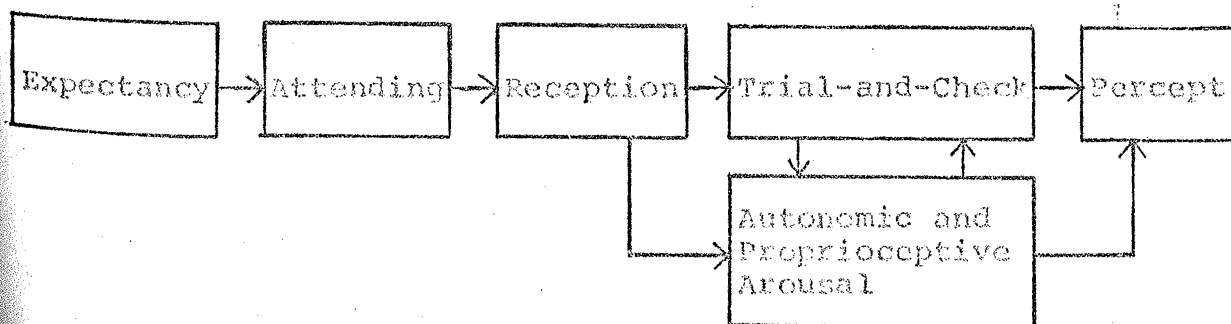 Expectancy
Attending
Reception
Trial-and-Check
Percept
Autonomic and
Proprioceptive
Arousal